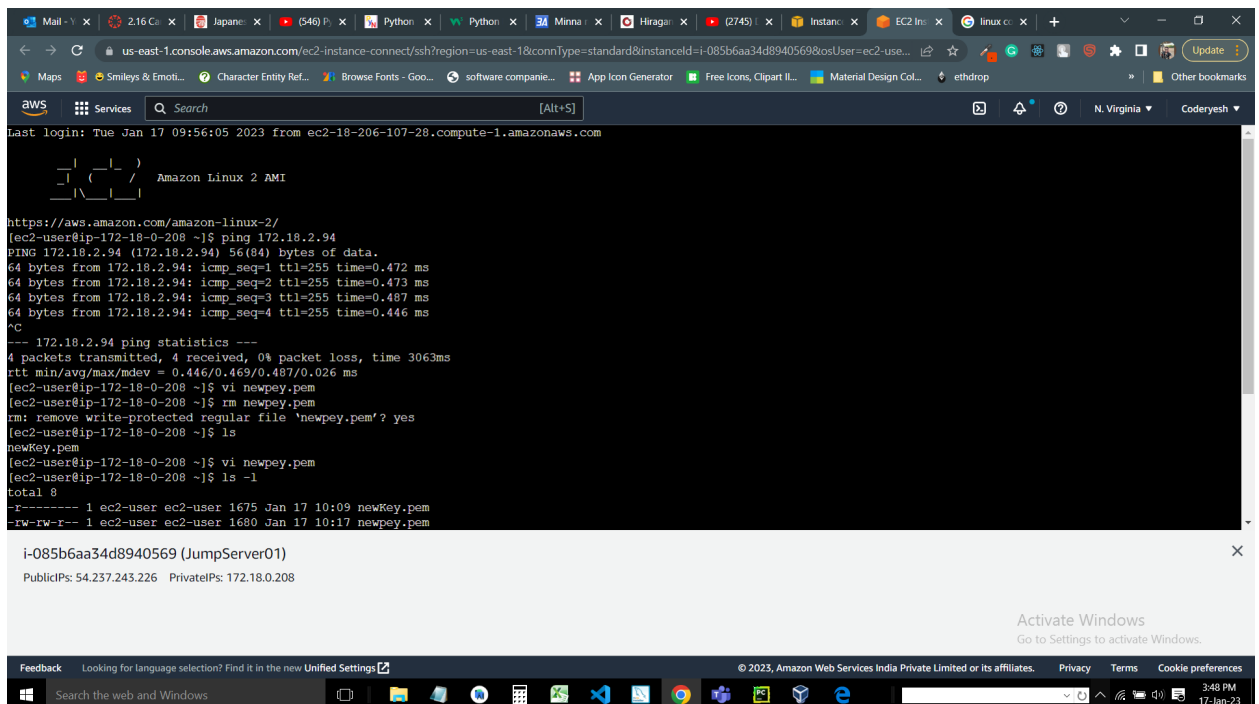 Mail - Y
2.16 Ca
Japanes
(546) Py
Python
Python
Minna
Hiragan
(2745)
Instanc
EC2 Ins
linux co
us-east-1.console.aws.amazon.com/ec2-instance-connect/ssh?region=us-east-1&connType=standard&instanceId=i-085b6aa34d8940569&osUser=ec2-use...
Update
Maps
Smileys & Emoti...
Character Entity Ref...
Browse Fonts - Goo...
software companie...
App Icon Generator
Free Icons, Clipart Il...
Material Design Col...
ethdrop
»
Other bookmarks
aws
Services
Search
[Alt+S]
N. Virginia ▼
Coderyesh ▼
Last login: Tue Jan 17 09:56:05 2023 from ec2-18-206-107-28.compute-1.amazonaws.com
__| __|_ )
_| ( / Amazon Linux 2 AMI
___|\___|___|
https://aws.amazon.com/amazon-linux-2/
[ec2-user@ip-172-18-0-208 ~]$ ping 172.18.2.94
PING 172.18.2.94 (172.18.2.94) 56(84) bytes of data.
64 bytes from 172.18.2.94: icmp_seq=1 ttl=255 time=0.472 ms
64 bytes from 172.18.2.94: icmp_seq=2 ttl=255 time=0.473 ms
64 bytes from 172.18.2.94: icmp_seq=3 ttl=255 time=0.487 ms
64 bytes from 172.18.2.94: icmp_seq=4 ttl=255 time=0.446 ms
^C
--- 172.18.2.94 ping statistics ---
4 packets transmitted, 4 received, 0% packet loss, time 3063ms
rtt min/avg/max/mdev = 0.446/0.469/0.487/0.026 ms
[ec2-user@ip-172-18-0-208 ~]$ vi newpey.pem
[ec2-user@ip-172-18-0-208 ~]$ rm newpey.pem
rm: remove write-protected regular file ‘newpey.pem’? yes
[ec2-user@ip-172-18-0-208 ~]$ ls
newKey.pem
[ec2-user@ip-172-18-0-208 ~]$ vi newpey.pem
[ec2-user@ip-172-18-0-208 ~]$ ls -l
total 8
-r-------- 1 ec2-user ec2-user 1675 Jan 17 10:09 newKey.pem
-rw-rw-r-- 1 ec2-user ec2-user 1680 Jan 17 10:17 newpey.pem
i-085b6aa34d8940569 (JumpServer01)
PublicIPs: 54.237.243.226 PrivateIPs: 172.18.0.208
Activate Windows
Go to Settings to activate Windows.
Feedback
Looking for language selection? Find it in the new Unified Settings
© 2023, Amazon Web Services India Private Limited or its affiliates.
Privacy
Terms
Cookie preferences
Search the web and Windows
3:48 PM
17-Jan-23